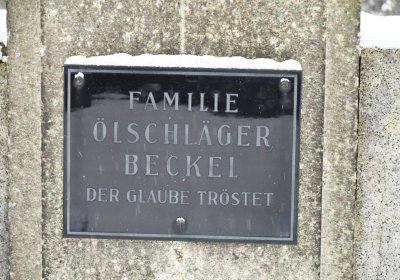 FAMILIE
ÖLSCHLÄGER
BECKEL
DER GLAUBE TRÖSTET